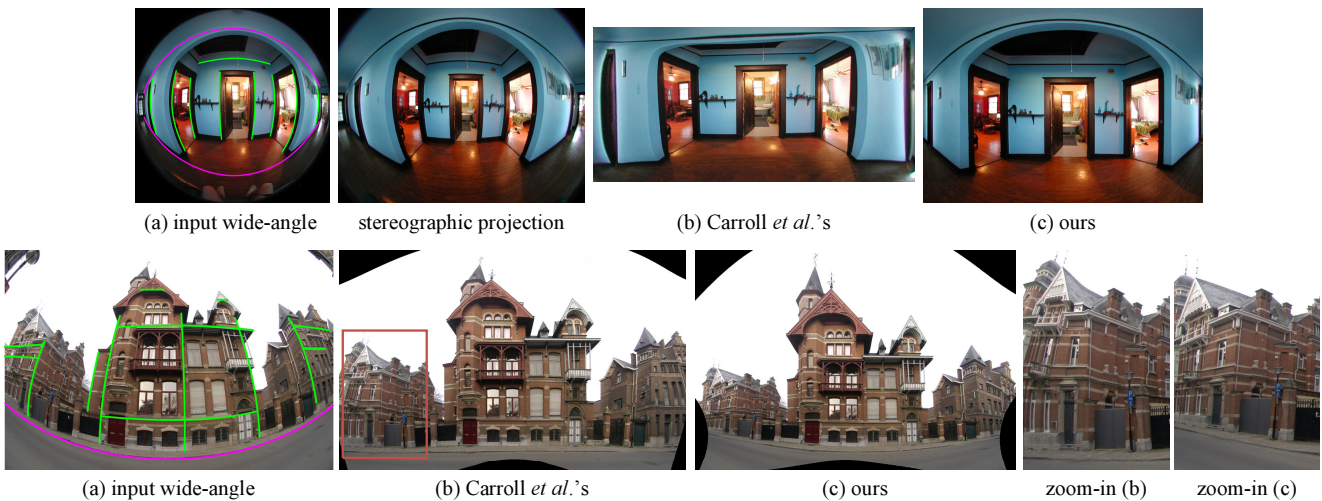 (a) input wide-angle
stereographic projection
(b) Carroll et al.'s
(c) ours
(a) input wide-angle
(b) Carroll et al.'s
(c) ours
zoom-in (b)
zoom-in (c)